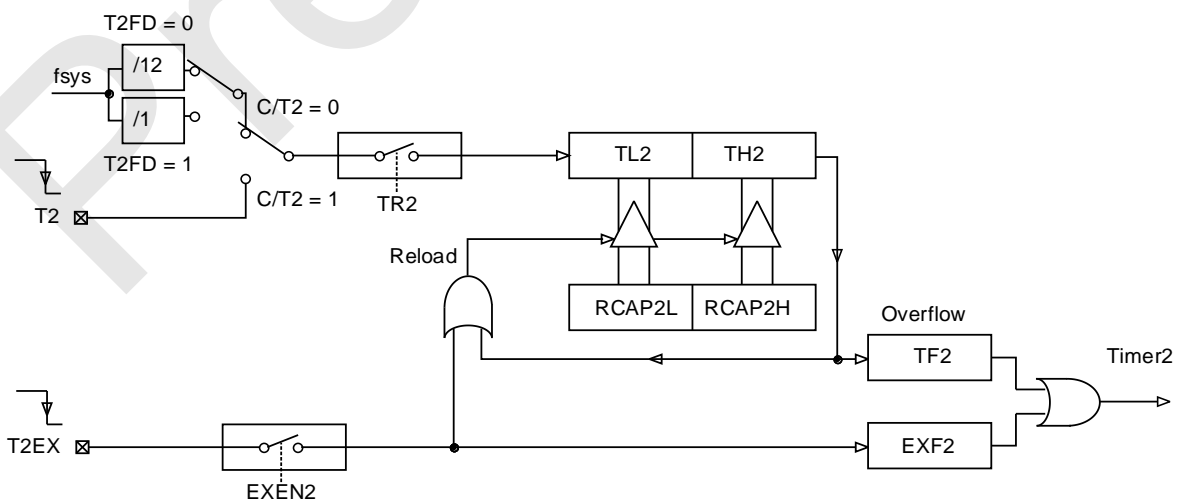 T2FD = 0
/12
fsys
C/T2 = 0
/1
T2FD = 1
TL2
TH2
C/T2 = 1
T2
TR2
Reload
RCAP2L
RCAP2H
Overflow
TF2
Timer2
T2EX
EXF2
EXEN2